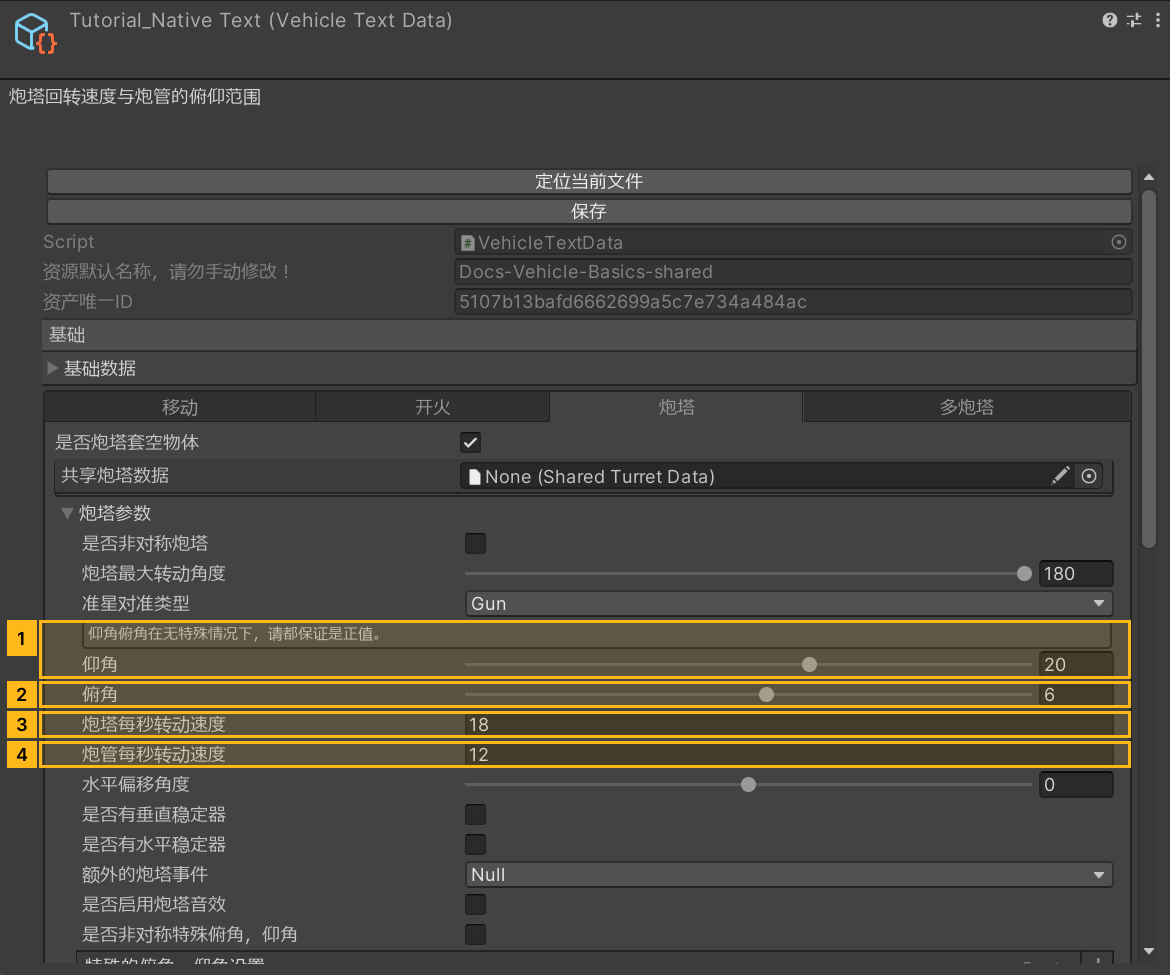 Tutorial_Native Text (Vehicle Text Data)
炮塔回转速度与炮管的俯仰范围
定位当前文件
保存
Script VehicleTextData
资源默认名称，请勿手动修改！ Docs-Vehicle-Basics-shared
资产唯一ID 5107b13bafd6662699a5c7e734a484ac
基础
基础数据
移动 开火 炮塔 多炮塔
是否炮塔套空物体
共享炮塔数据 None (Shared Turret Data)
炮塔参数
是否非对称炮塔
炮塔最大转动角度 180
准星对准类型 Gun
1 仰角俯角在无特殊情况下，请都保证是正值。
仰角 20
2 俯角 6
3 炮塔每秒转动速度 18
4 炮管每秒转动速度 12
水平偏移角度 0
是否有垂直稳定器
是否有水平稳定器
额外的炮塔事件 Null
是否启用炮塔音效
是否非对称特殊俯角，仰角
特殊的俯角，仰角设置